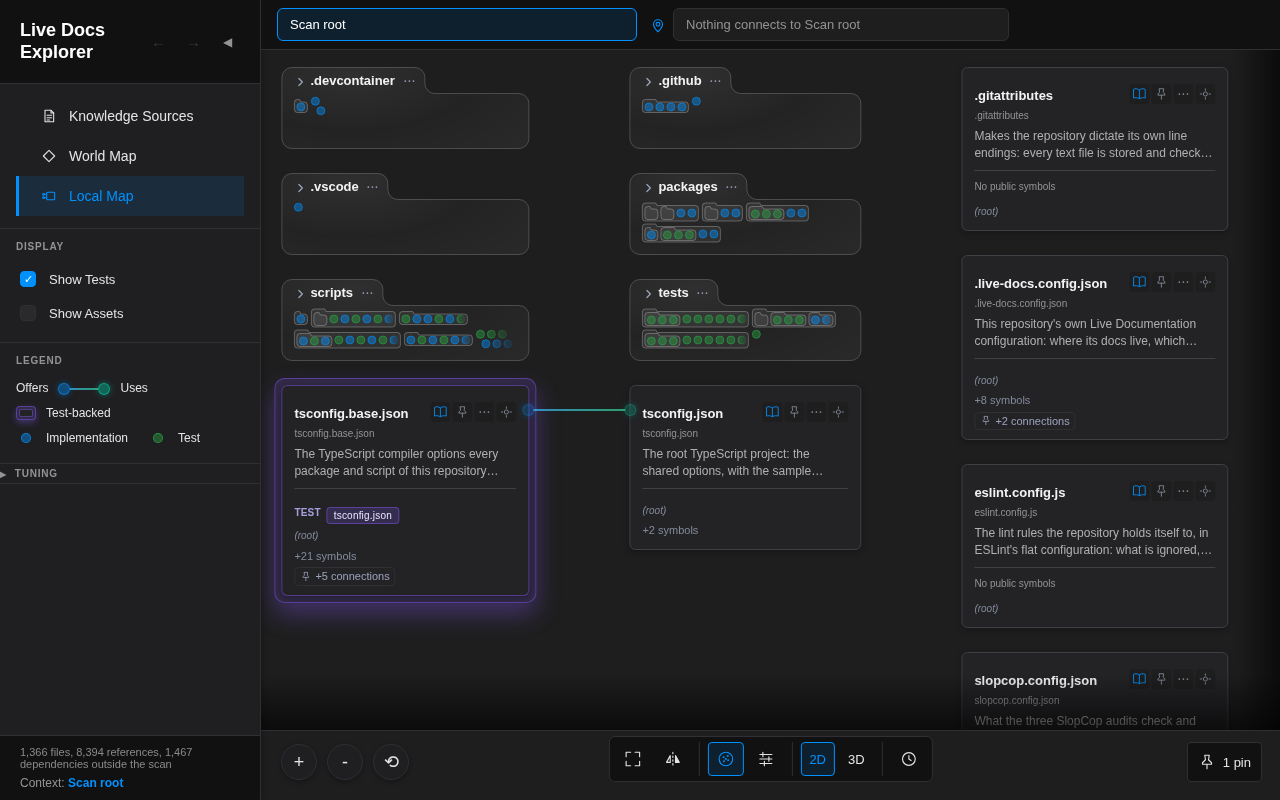 Live Docs
Explorer
← → ◀
Knowledge Sources
World Map
Local Map
DISPLAY
Show Tests
Show Assets
LEGEND
Offers Uses
Test-backed
Implementation Test
▶ TUNING
1,366 files, 8,394 references, 1,467
dependencies outside the scan
Context: Scan root
Scan root
Nothing connects to Scan root
.devcontainer ···
.github ···
.vscode ···
packages ···
scripts ···
tests ···
tsconfig.base.json
tsconfig.base.json
The TypeScript compiler options every
package and script of this repository…
TEST tsconfig.json
(root)
+21 symbols
+5 connections
tsconfig.json
tsconfig.json
The root TypeScript project: the
shared options, with the sample…
(root)
+2 symbols
.gitattributes
.gitattributes
Makes the repository dictate its own line
endings: every text file is stored and check…
No public symbols
(root)
.live-docs.config.json
.live-docs.config.json
This repository's own Live Documentation
configuration: where its docs live, which…
(root)
+8 symbols
+2 connections
eslint.config.js
eslint.config.js
The lint rules the repository holds itself to, in
ESLint's flat configuration: what is ignored,…
No public symbols
(root)
slopcop.config.json
slopcop.config.json
What the three SlopCop audits check and
+ - ⟲
2D 3D
1 pin